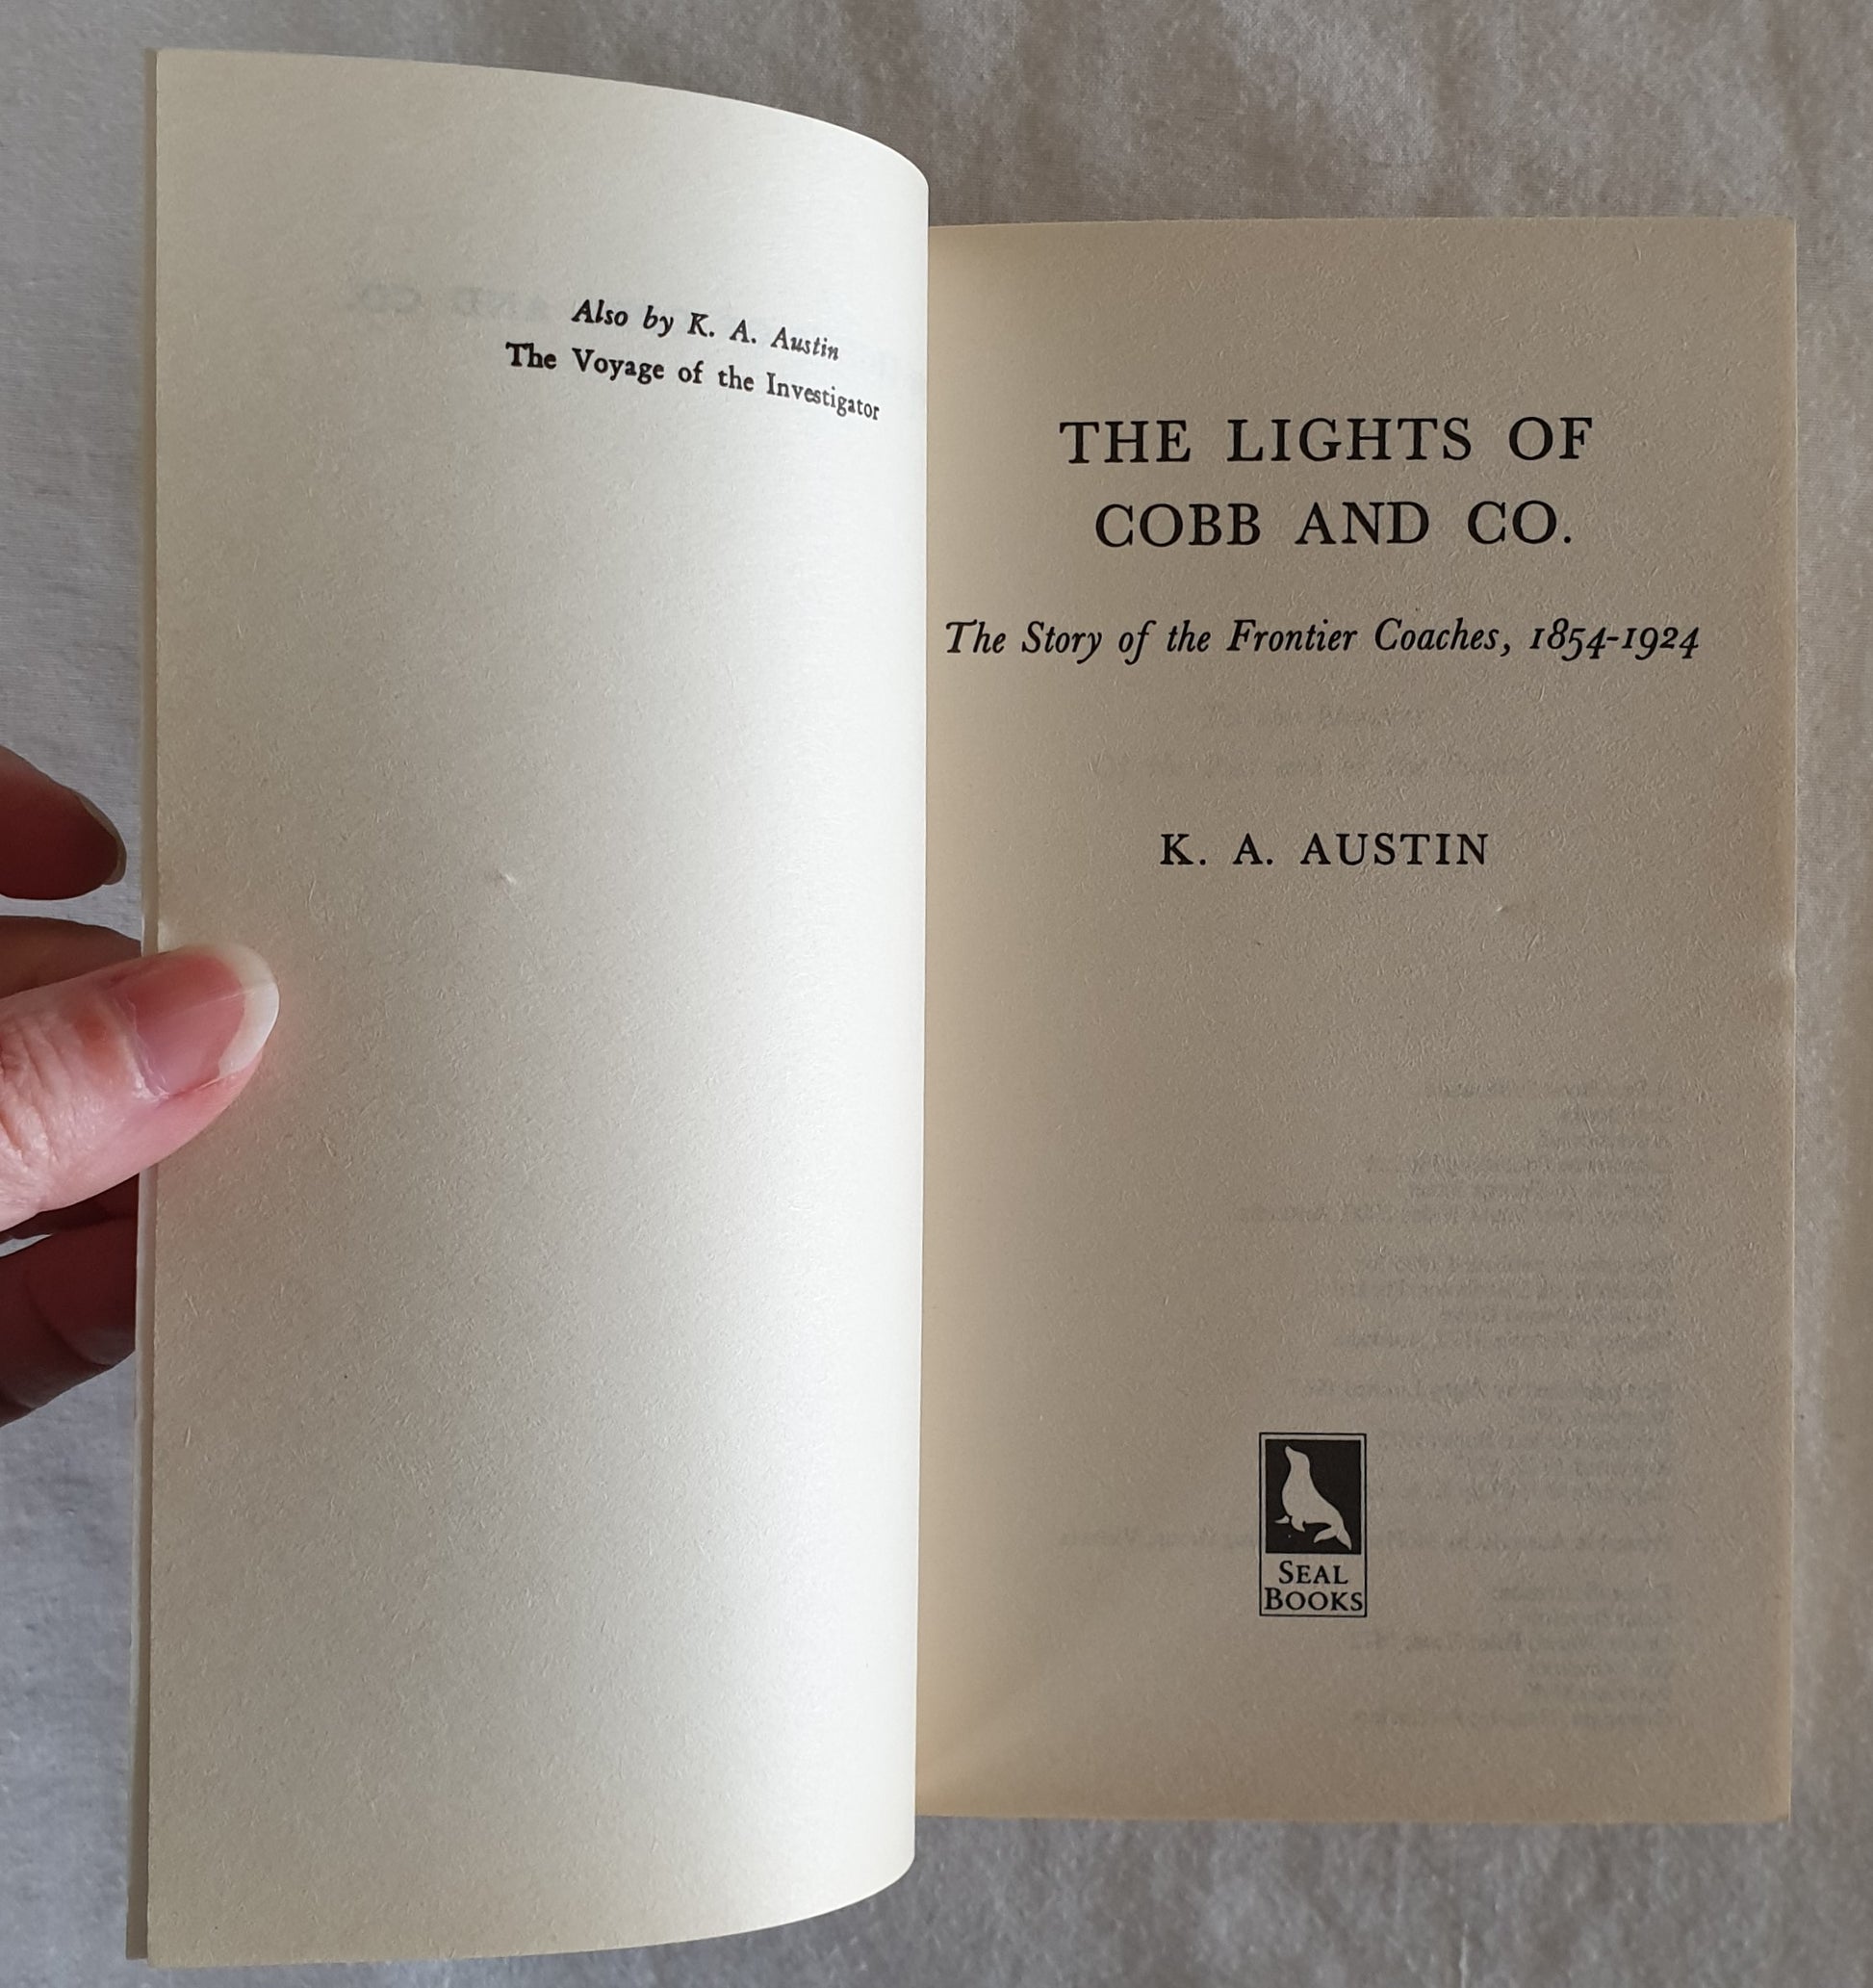 Also by K. A. Austin
The Voyage of the Investigator
THE LIGHTS OF
COBB AND CO.
The Story of the Frontier Coaches, 1854-1924
K. A. AUSTIN
SEAL
BOOKS